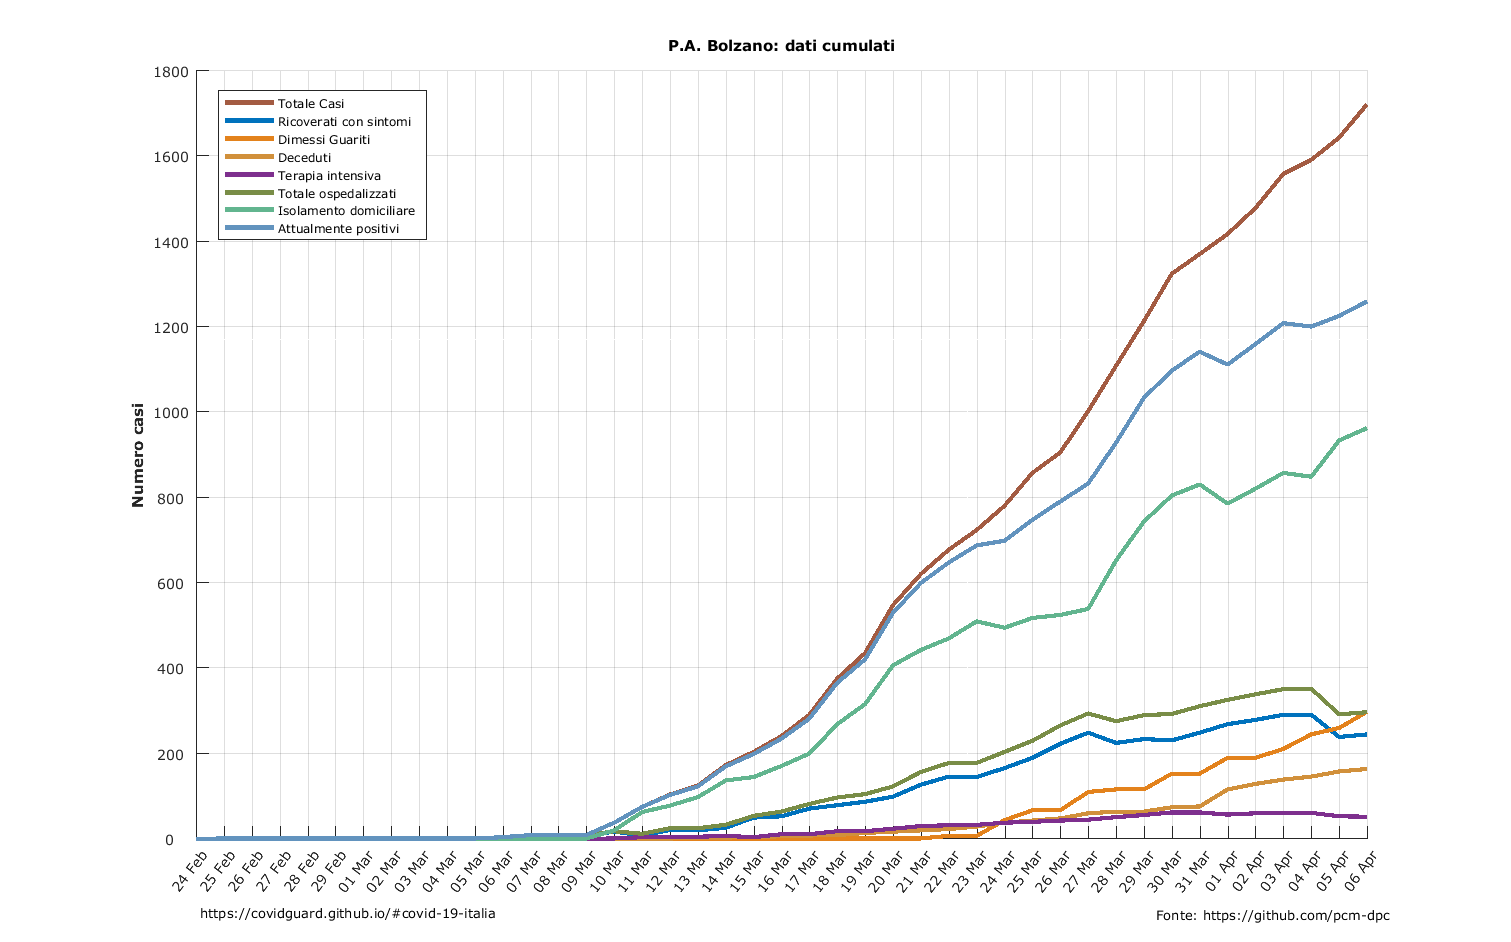 P.A. Bolzano: dati cumulati
1800
1600
1400
1200
1000
800
600
400
200
0
Numero casi
Totale Casi
Ricoverati con sintomi
Dimessi Guariti
Deceduti
Terapia intensiva
Totale ospedalizzati
Isolamento domiciliare
Attualmente positivi
24 Feb
25 Feb
26 Feb
27 Feb
28 Feb
29 Feb
01 Mar
02 Mar
03 Mar
04 Mar
05 Mar
06 Mar
07 Mar
08 Mar
09 Mar
10 Mar
11 Mar
12 Mar
13 Mar
14 Mar
15 Mar
16 Mar
17 Mar
18 Mar
19 Mar
20 Mar
21 Mar
22 Mar
23 Mar
24 Mar
25 Mar
26 Mar
27 Mar
28 Mar
29 Mar
30 Mar
31 Mar
01 Apr
02 Apr
03 Apr
04 Apr
05 Apr
06 Apr
https://covidguard.github.io/#covid-19-italia
Fonte: https://github.com/pcm-dpc